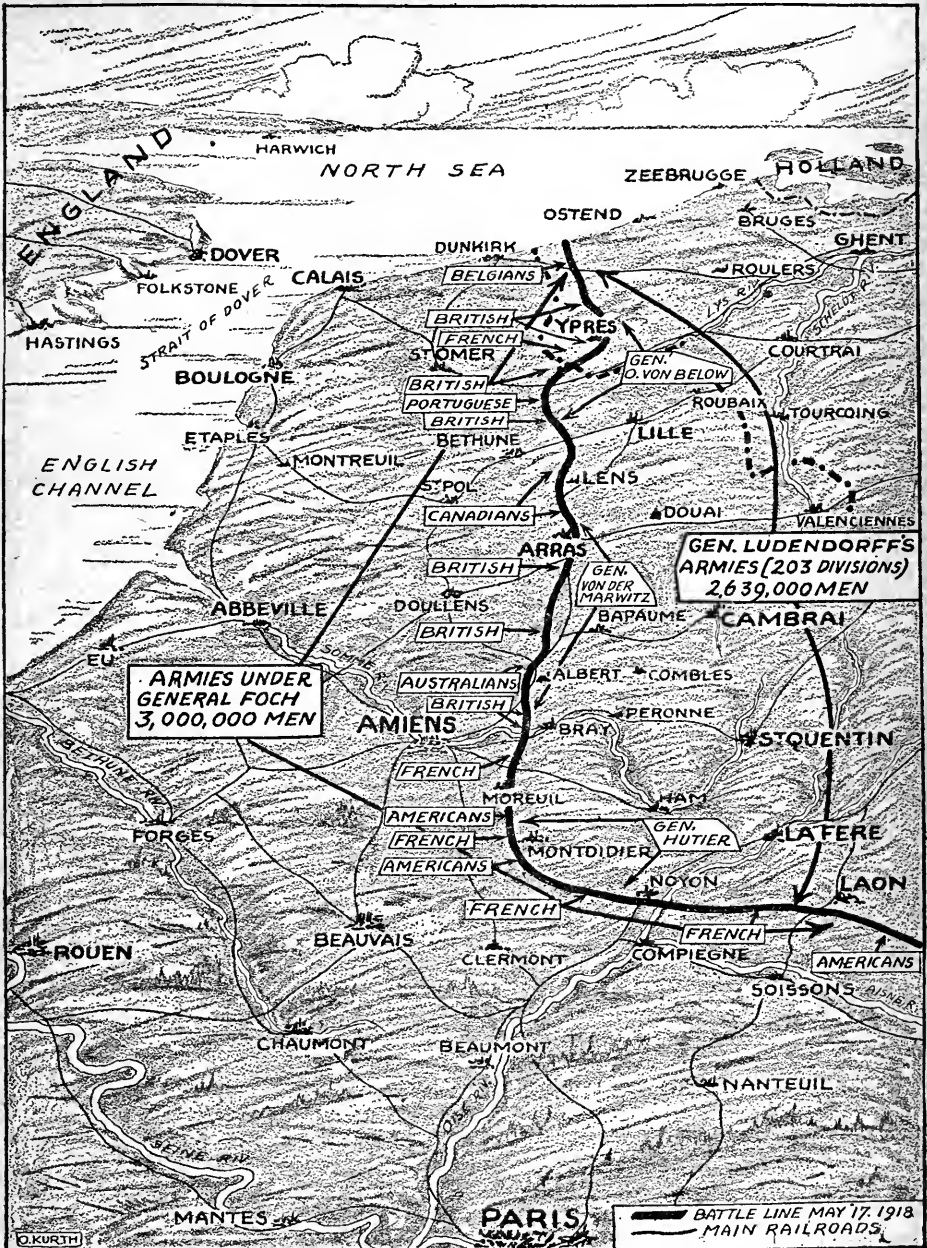 ENGLAND
HARWICH
NORTH SEA
HOLLAND
ZEEBRUGGE
BRUGES
OSTEND
GHENT
DUNKIRK
DOVER
BELGIANS
ROULERS
LYS RIV.
SCHELDT RIV.
CALAIS
FOLKSTONE
STRAIT OF DOVER
HASTINGS
BRITISH
YPRES
FRENCH
ST OMER
COURTRAI
GEN.
O. VON BELOW
BOULOGNE
BRITISH
PORTUGUESE
BRITISH
ROUBAIX
TOURCOING
ETAPLES
BETHUNE
LILLE
MONTREUIL
ENGLISH
CHANNEL
ST POL
LENS
CANADIANS
DOUAI
VALENCIENNES
ARRAS
BRITISH
GEN.
VON DER
MARWITZ
GEN. LUDENDORFF'S
ARMIES (203 DIVISIONS)
2,639,000 MEN
DOULLENS
ABBEVILLE
BAPAUME
CAMBRAI
BRITISH
SOMME
EU
ARMIES UNDER
GENERAL FOCH
3,000,000 MEN
AUSTRALIANS
ALBERT
COMBLES
BRITISH
AMIENS
BRAY
PERONNE
ST QUENTIN
BETHUNE RIV.
FRENCH
MOREUIL
HAM
FORGES
AMERICANS
FRENCH
GEN.
HUTIER
LA FERE
MONTDIDIER
AMERICANS
NOYON
LAON
FRENCH
BEAUVAIS
FRENCH
ROUEN
CLERMONT
COMPIEGNE
AMERICANS
SOISSONS
AISNE R.
CHAUMONT
BEAUMONT
NANTEUIL
OISE RIV.
SEINE RIV.
MANTES
PARIS
BATTLE LINE MAY 17. 1918
MAIN RAILROADS
O. KURTH